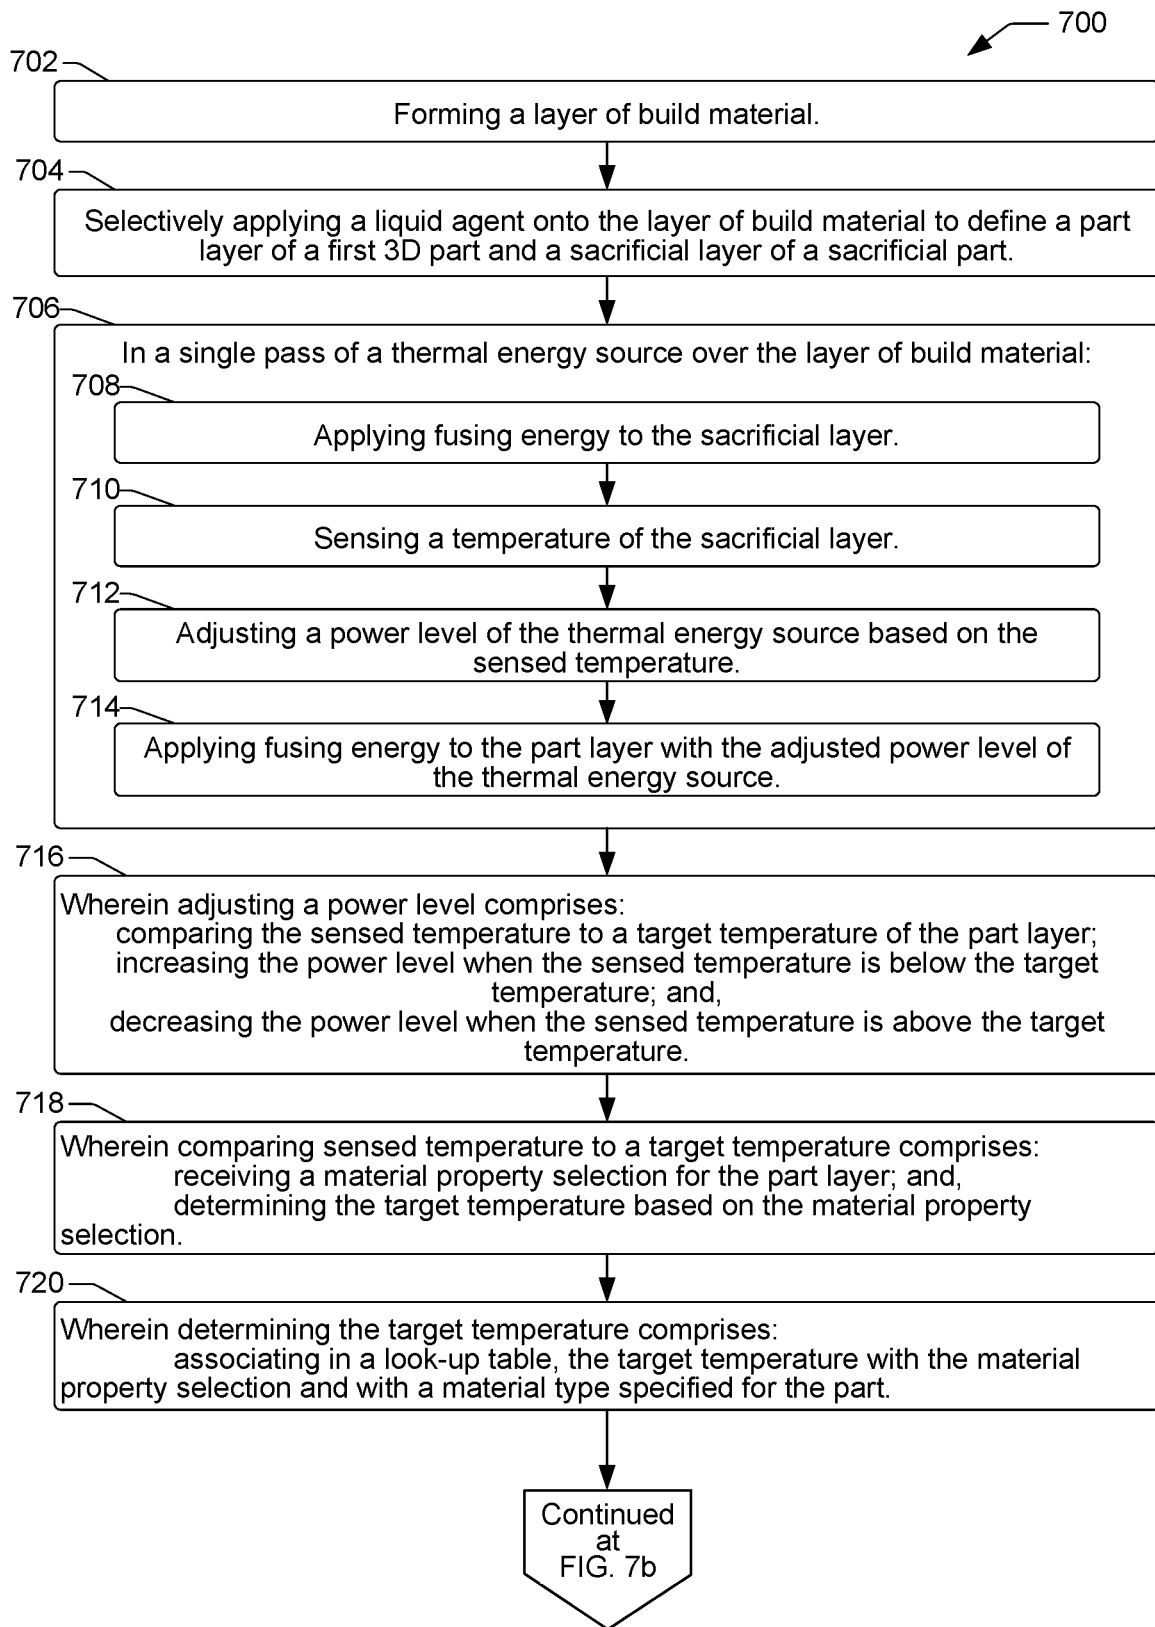 700
702
Forming a layer of build material.
704
Selectively applying a liquid agent onto the layer of build material to define a part
layer of a first 3D part and a sacrificial layer of a sacrificial part.
706
In a single pass of a thermal energy source over the layer of build material:
708
Applying fusing energy to the sacrificial layer.
710
Sensing a temperature of the sacrificial layer.
712
Adjusting a power level of the thermal energy source based on the
sensed temperature.
714
Applying fusing energy to the part layer with the adjusted power level of
the thermal energy source.
716
Wherein adjusting a power level comprises:
comparing the sensed temperature to a target temperature of the part layer;
increasing the power level when the sensed temperature is below the target
temperature; and,
decreasing the power level when the sensed temperature is above the target
temperature.
718
Wherein comparing sensed temperature to a target temperature comprises:
receiving a material property selection for the part layer; and,
determining the target temperature based on the material property
selection.
720
Wherein determining the target temperature comprises:
associating in a look-up table, the target temperature with the material
property selection and with a material type specified for the part.
Continued
at
FIG. 7b